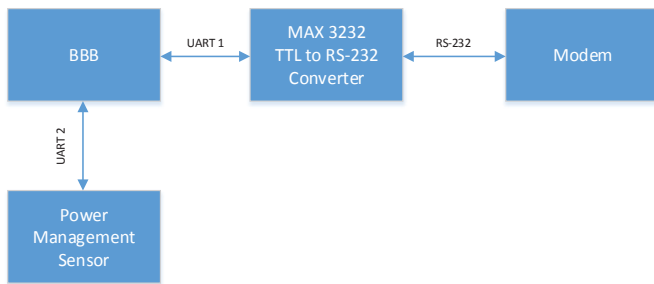 BBB
UART 1
MAX 3232
TTL to RS-232
Converter
RS-232
Modem
UART 2
Power
Management
Sensor